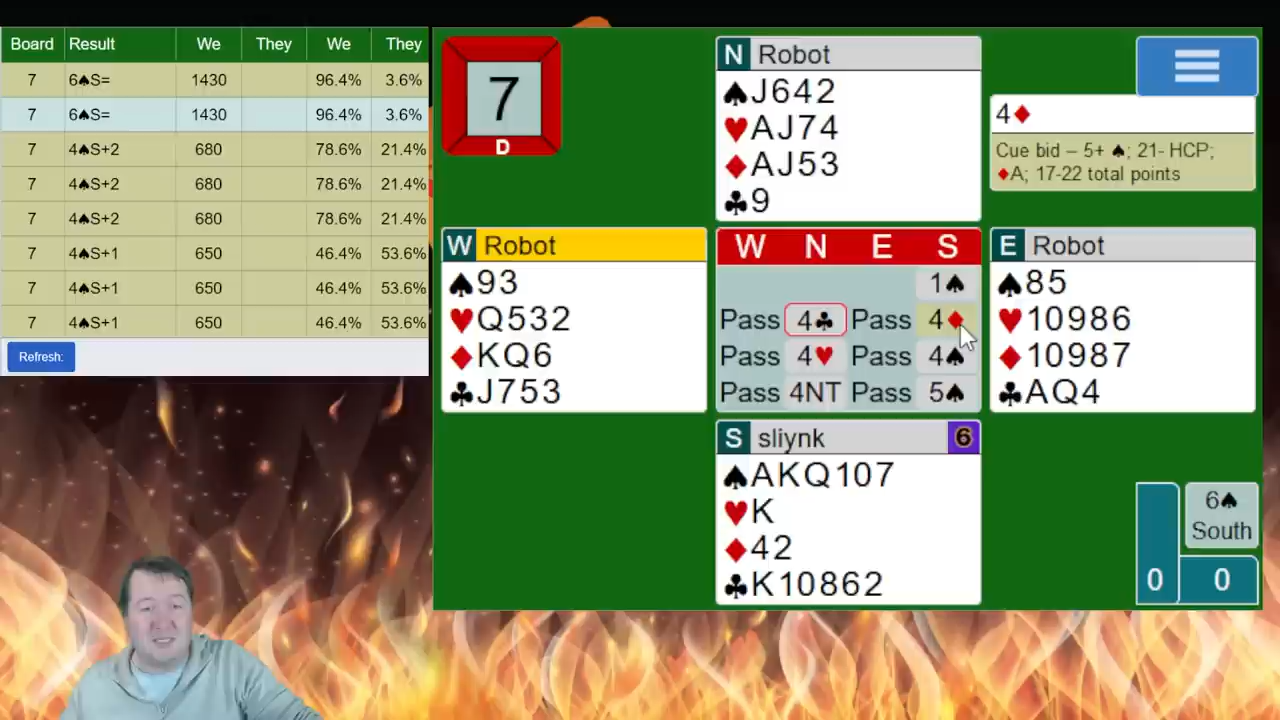 Board Result We They We They
7 6♠S= 1430 96.4% 3.6%
7 6♠S= 1430 96.4% 3.6%
7 4♠S+2 680 78.6% 21.4%
7 4♠S+2 680 78.6% 21.4%
7 4♠S+2 680 78.6% 21.4%
7 4♠S+1 650 46.4% 53.6%
7 4♠S+1 650 46.4% 53.6%
7 4♠S+1 650 46.4% 53.6%
Refresh:
7
D
N Robot
♠J642
♥AJ74
♦AJ53
♣9
4♦
Cue bid – 5+ ♠; 21- HCP;
♦A; 17-22 total points
W Robot
♠93
♥Q532
♦KQ6
♣J753
W N E S
1♠
Pass 4♣ Pass 4♦
Pass 4♥ Pass 4♠
Pass 4NT Pass 5♠
E Robot
♠85
♥10986
♦10987
♣AQ4
S sliynk 6
♠AKQ107
♥K
♦42
♣K10862
6♠
South
0 0